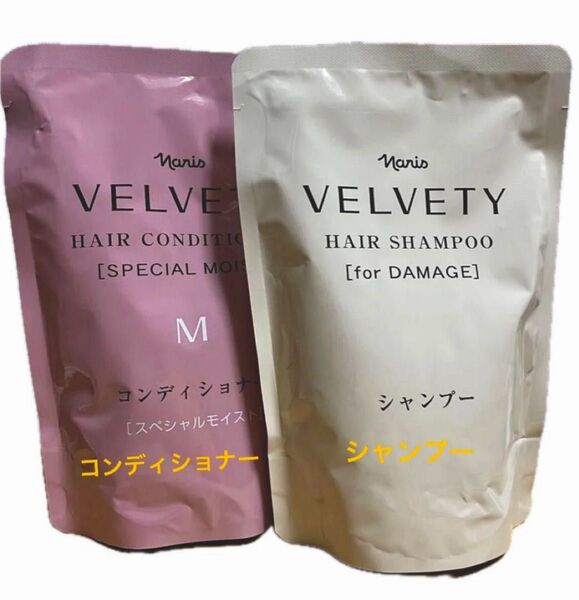 Naris
VELVET
HAIR CONDITIO
[SPECIAL MOIS
M
コンディショナ
[スペシャルモイスト
コンディショナー
Naris
VELVETY
HAIR SHAMPOO
[for DAMAGE]
シャンプー
シャンプー